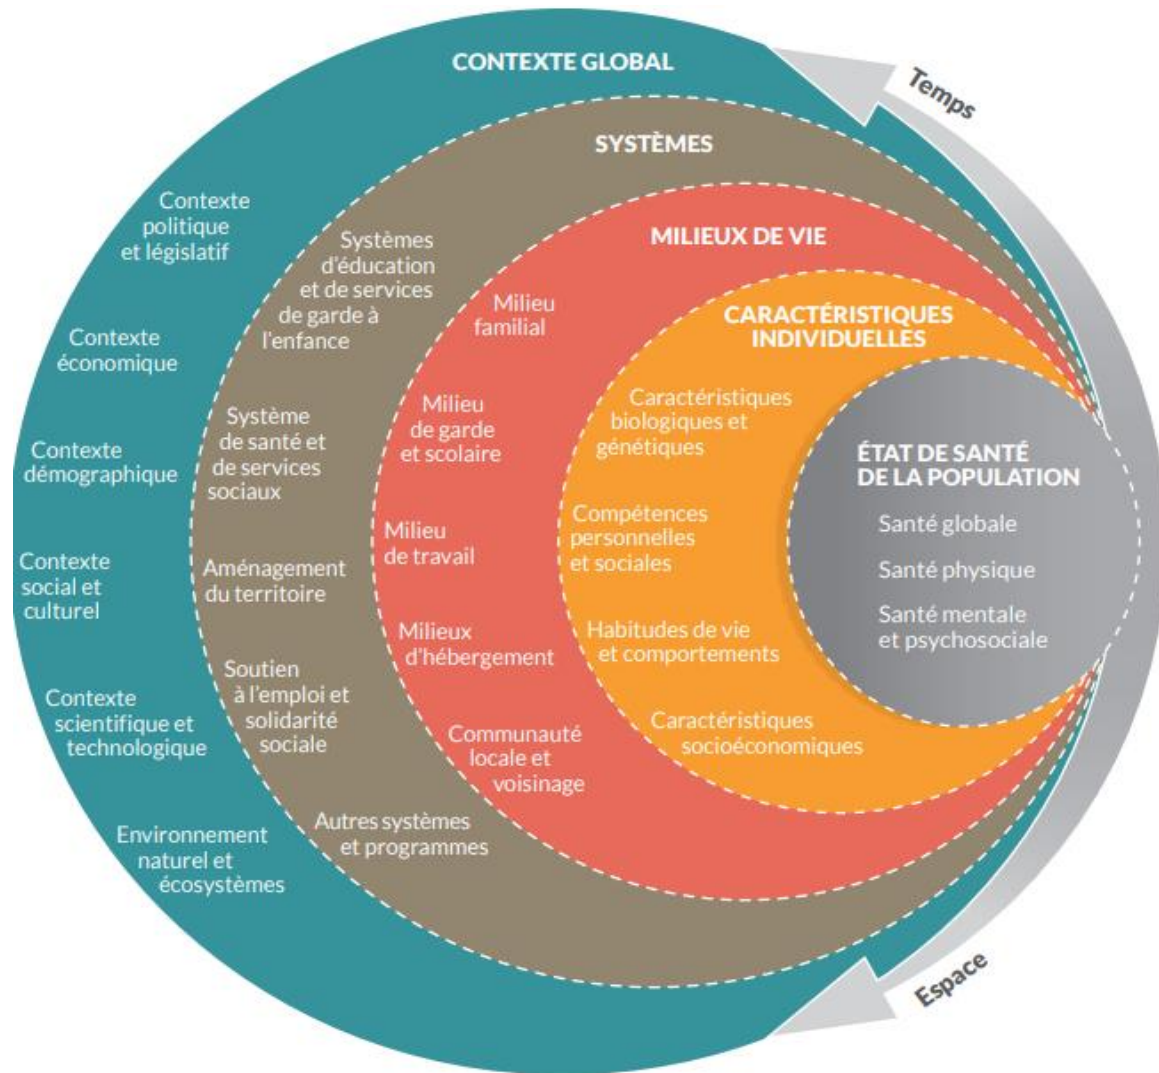 CONTEXTE GLOBAL
Contexte
politique
et législatif
Contexte
économique
Contexte
démographique
Contexte
social et
culturel
Contexte
scientifique et
technologique
Environnement
naturel et
écosystèmes
SYSTÈMES
Systèmes
d'éducation
et de services
de garde à
l'enfance
Système
de santé et
de services
sociaux
Aménagement
du territoire
Soutien
à l'emploi et
solidarité
sociale
Autres systèmes
et programmes
MILIEUX DE VIE
Milieu
familial
Milieu
de garde
et scolaire
Milieu
de travail
Milieux
d'hébergement
Communauté
locale et
voisinage
CARACTÉRISTIQUES
INDIVIDUELLES
Caractéristiques
biologiques et
génétiques
Compétences
personnelles
et sociales
Habitudes de vie
et comportements
Caractéristiques
socioéconomiques
ÉTAT DE SANTÉ
DE LA POPULATION
Santé globale
Santé physique
Santé mentale
et psychosociale
Temps
Espace